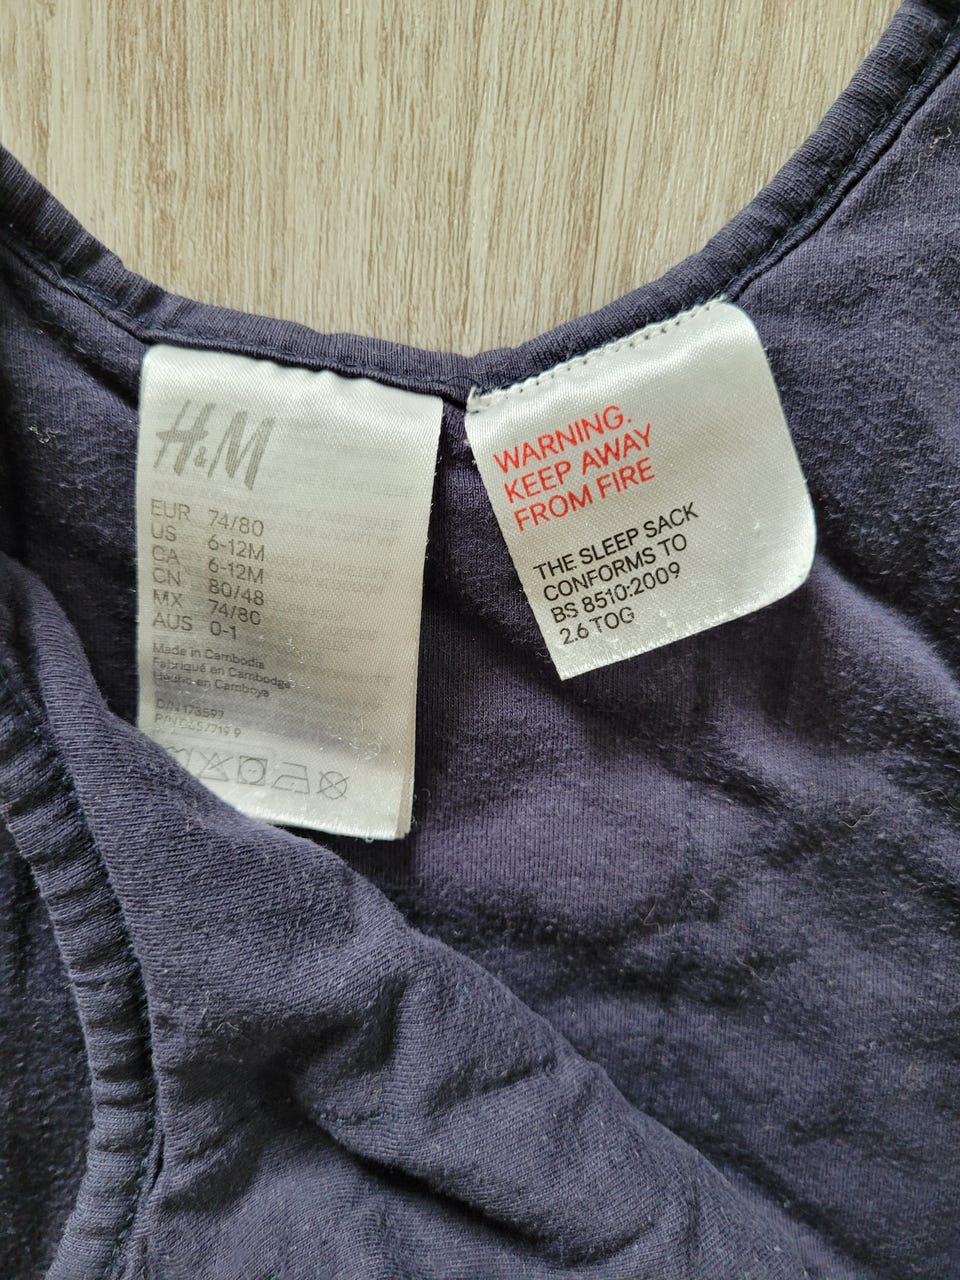 H&M
EUR 74/80
US 6-12M
CA 6-12M
CN 80/48
MX 74/80
AUS 0-1
Made in Cambodia
Fabriqué en Cambodge
Hecho en Camboya
O/N 173597
P/N
WARNING.
KEEP AWAY
FROM FIRE
THE SLEEP SACK
CONFORMS TO
BS 8510:2009
2.6 TOG